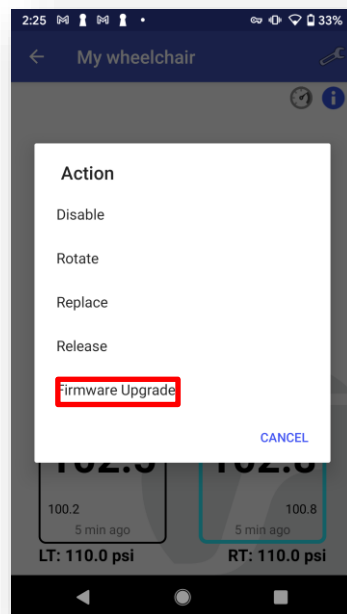 2:25
33%
My wheelchair
Action
Disable
Rotate
Replace
Release
Firmware Upgrade
CANCEL
100.2
100.8
5 min ago
5 min ago
LT: 110.0 psi
RT: 110.0 psi